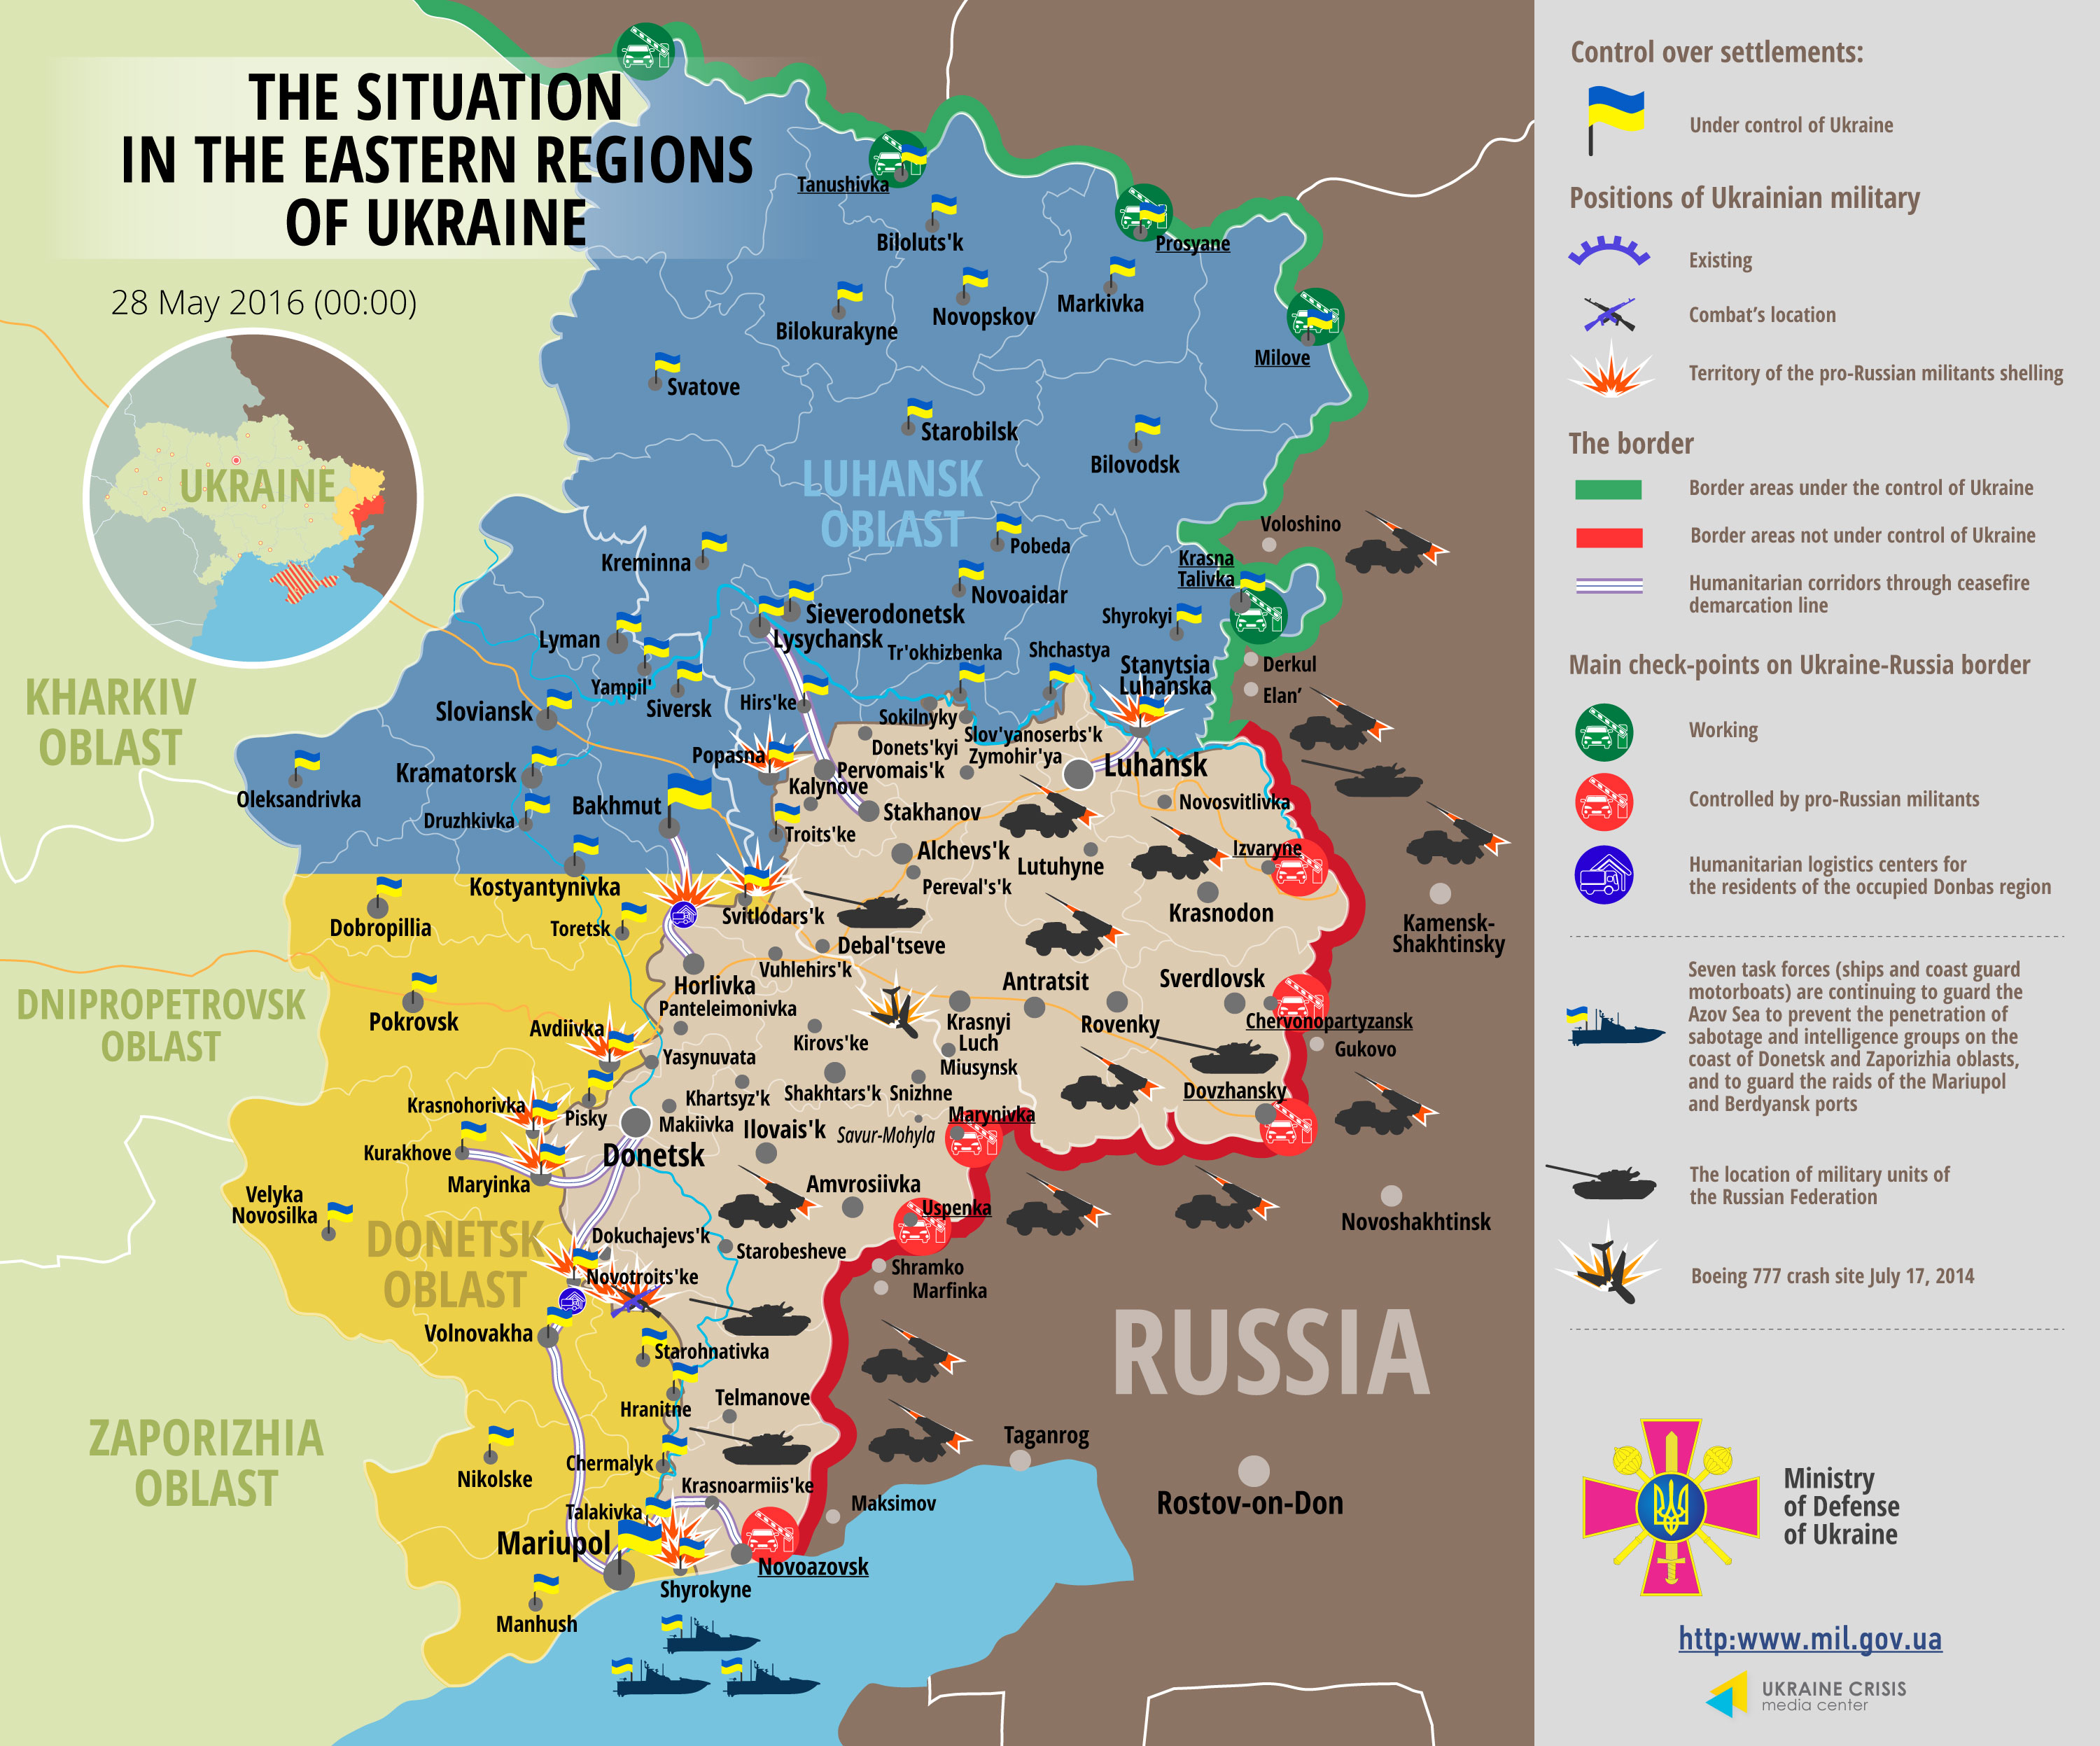 THE SITUATION
IN THE EASTERN REGIONS
OF UKRAINE
28 May 2016 (00:00)
UKRAINE
KHARKIV
OBLAST
DNIPROPETROVSK
OBLAST
ZAPORIZHIA
OBLAST
LUHANSK
OBLAST
DONETSK
OBLAST
RUSSIA
Tanushivka
Biloluts'k
Prosyane
Bilokurakyne
Novopskov
Markivka
Milove
Svatove
Starobilsk
Bilovodsk
Voloshino
Kreminna
Pobeda
Krasna
Talivka
Novoaidar
Sieverodonetsk
Shyrokyi
Lyman
Lysychansk
Tr'okhizbenka
Shchastya
Stanytsia
Luhanska
Derkul
Elan'
Yampil'
Siversk
Hirs'ke
Sloviansk
Sokilnyky
Slov'yanoserbs'k
Donets'kyi
Zymohir'ya
Popasna
Pervomais'k
Luhansk
Kramatorsk
Kalynove
Oleksandrivka
Bakhmut
Stakhanov
Novosvitlivka
Druzhkivka
Troits'ke
Alchevs'k
Lutuhyne
Izvaryne
Kostyantynivka
Pereval's'k
Krasnodon
Kamensk-
Shakhtinsky
Dobropillia
Toretsk
Svitlodars'k
Debal'tseve
Vuhlehirs'k
Horlivka
Antratsit
Sverdlovsk
Pokrovsk
Panteleimonivka
Avdiivka
Kirovs'ke
Krasnyi
Luch
Rovenky
Chervonopartyzansk
Gukovo
Yasynuvata
Miusynsk
Khartsyz'k
Shakhtars'k
Snizhne
Dovzhansky
Krasnohorivka
Pisky
Makiivka
Ilovais'k
Savur-Mohyla
Marynivka
Kurakhove
Donetsk
Maryinka
Amvrosiivka
Velyka
Novosilka
Uspenka
Novoshakhtinsk
Dokuchajevs'k
Starobesheve
Shramko
Novotroits'ke
Marfinka
Volnovakha
Starohnativka
Telmanove
Hranitne
Taganrog
Nikolske
Chermalyk
Krasnoarmiis'ke
Maksimov
Rostov-on-Don
Talakivka
Mariupol
Novoazovsk
Shyrokyne
Manhush
Control over settlements:
Under control of Ukraine
Positions of Ukrainian military
Existing
Combat's location
Territory of the pro-Russian militants shelling
The border
Border areas under the control of Ukraine
Border areas not under control of Ukraine
Humanitarian corridors through ceasefire
demarcation line
Main check-points on Ukraine-Russia border
Working
Controlled by pro-Russian militants
Humanitarian logistics centers for
the residents of the occupied Donbas region
Seven task forces (ships and coast guard
motorboats) are continuing to guard the
Azov Sea to prevent the penetration of
sabotage and intelligence groups on the
coast of Donetsk and Zaporizhia oblasts,
and to guard the raids of the Mariupol
and Berdyansk ports
The location of military units of
the Russian Federation
Boeing 777 crash site July 17, 2014
Ministry
of Defense
of Ukraine
http:www.mil.gov.ua
UKRAINE CRISIS
media center